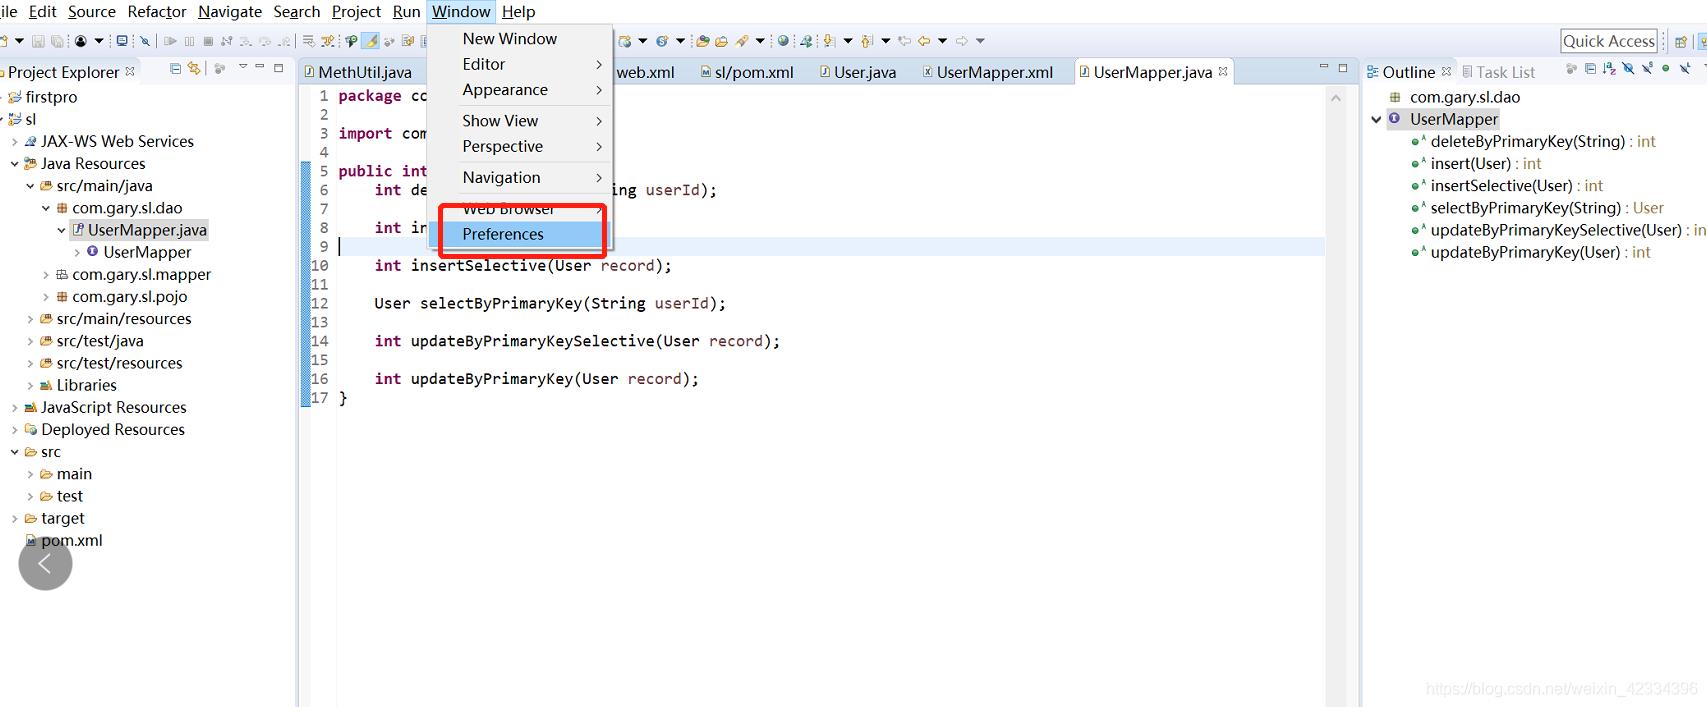 ile Edit Source Refactor Navigate Search Project Run Window Help
Quick Access
Project Explorer
firstpro
sl
JAX-WS Web Services
Java Resources
src/main/java
com.gary.sl.dao
UserMapper.java
UserMapper
com.gary.sl.mapper
com.gary.sl.pojo
src/main/resources
src/test/java
src/test/resources
Libraries
JavaScript Resources
Deployed Resources
src
main
test
target
pom.xml
MethUtil.java web.xml sl/pom.xml User.java UserMapper.xml UserMapper.java
New Window
Editor
Appearance
Show View
Perspective
Navigation
Web Browser
Preferences
1 package co
2
3 import com
4
5 public int
6 int de ing userId);
7
8 int in
9
10 int insertSelective(User record);
11
12 User selectByPrimaryKey(String userId);
13
14 int updateByPrimaryKeySelective(User record);
15
16 int updateByPrimaryKey(User record);
17 }
Outline Task List
com.gary.sl.dao
UserMapper
deleteByPrimaryKey(String) : int
insert(User) : int
insertSelective(User) : int
selectByPrimaryKey(String) : User
updateByPrimaryKeySelective(User) : in
updateByPrimaryKey(User) : int
https://blog.csdn.net/weixin_42334396